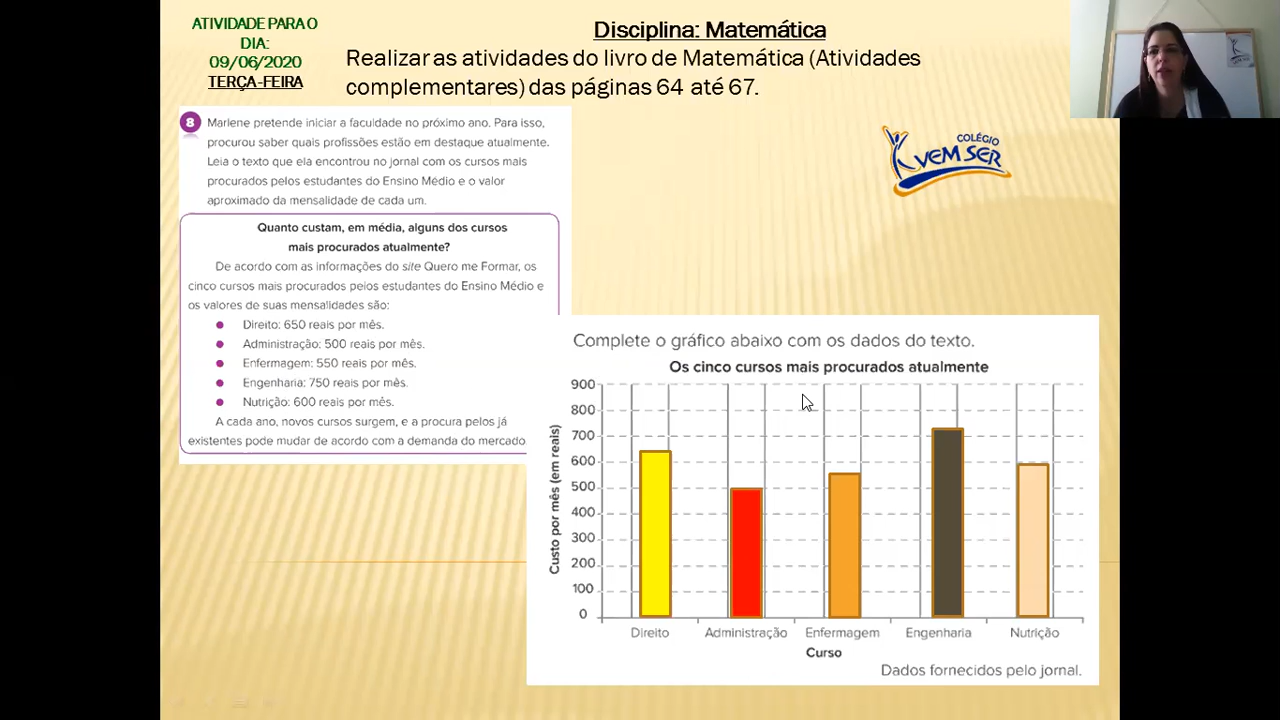 ATIVIDADE PARA O
DIA:
09/06/2020
TERÇA-FEIRA
Disciplina: Matemática
Realizar as atividades do livro de Matemática (Atividades
complementares) das páginas 64 até 67.
COLÉGIO
VEM SER
8 Marlene pretende iniciar a faculdade no próximo ano. Para isso,
procurou saber quais profissões estão em destaque atualmente.
Leia o texto que ela encontrou no jornal com os cursos mais
procurados pelos estudantes do Ensino Médio e o valor
aproximado da mensalidade de cada um.
Quanto custam, em média, alguns dos cursos
mais procurados atualmente?
De acordo com as informações do site Quero me Formar, os
cinco cursos mais procurados pelos estudantes do Ensino Médio e
os valores de suas mensalidades são:
● Direito: 650 reais por mês.
● Administração: 500 reais por mês.
● Enfermagem: 550 reais por mês.
● Engenharia: 750 reais por mês.
● Nutrição: 600 reais por mês.
A cada ano, novos cursos surgem, e a procura pelos já
existentes pode mudar de acordo com a demanda do mercado
Complete o gráfico abaixo com os dados do texto.
Os cinco cursos mais procurados atualmente
Custo por mês (em reais)
900
800
700
600
500
400
300
200
100
0
Direito Administração Enfermagem Engenharia Nutrição
Curso
Dados fornecidos pelo jornal.